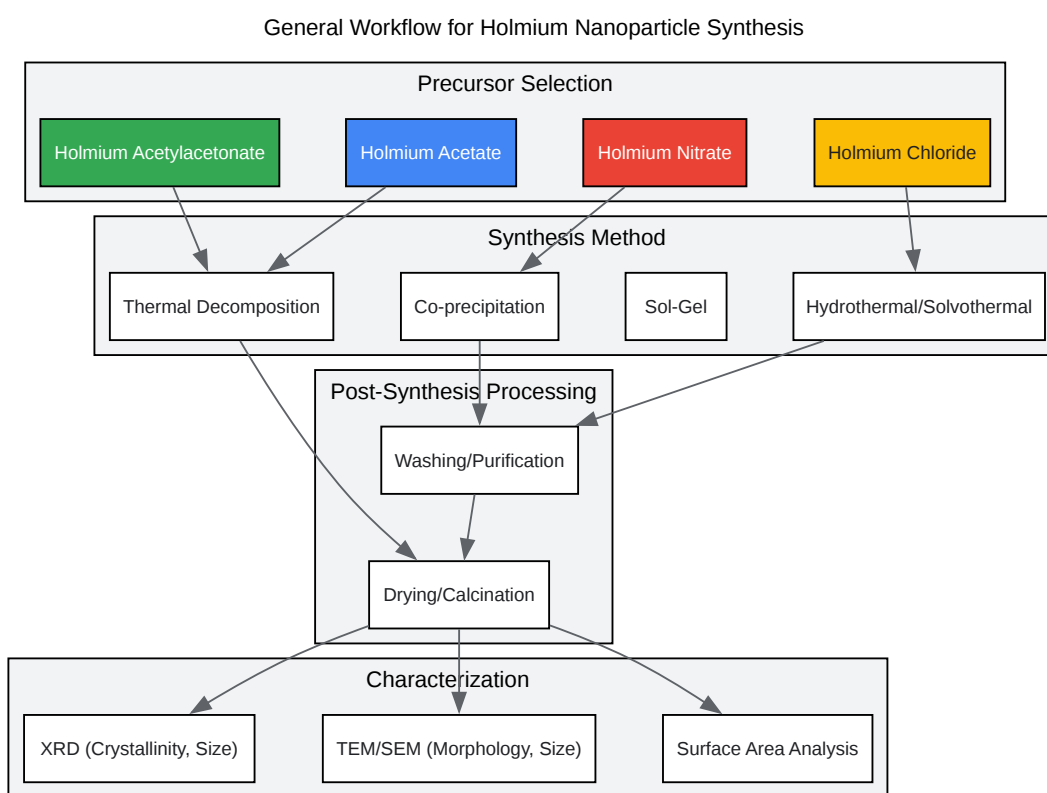 General Workflow for Holmium Nanoparticle Synthesis
Precursor Selection
Holmium Acetylacetonate
Holmium Acetate
Holmium Nitrate
Holmium Chloride
Synthesis Method
Thermal Decomposition
Co-precipitation
Sol-Gel
Hydrothermal/Solvothermal
Post-Synthesis Processing
Washing/Purification
Drying/Calcination
Characterization
XRD (Crystallinity, Size)
TEM/SEM (Morphology, Size)
Surface Area Analysis